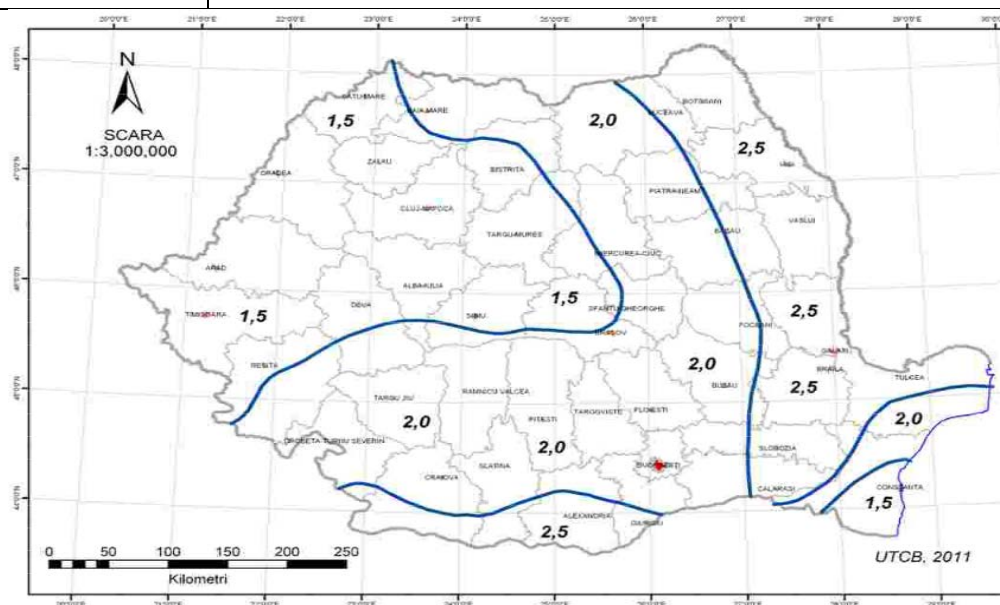 N
SCARA
1:3,000,000
SATU MARE
BAIA MARE
1,5
2,0
SUCEAVA
BOTOSANI
2,5
IASI
ZALAU
ORADEA
BISTRITA
CLUJ-NAPOCA
PIATRA NEAMT
VASLUI
BACAU
TARGU-MURES
MIERCUREA-CIUC
ARAD
ALBA IULIA
DEVA
SIBIU
1,5
SFANTU GHEORGHE
BRASOV
TIMISOARA
1,5
2,5
FOCSANI
GALATI
BRAILA
RESITA
2,0
BUZAU
2,5
TULCEA
2,0
TARGU JIU
RAMNICU VALCEA
PITESTI
TARGOVISTE
PLOIESTI
2,0
2,0
DROBETA-TURNU SEVERIN
CRAIOVA
SLATINA
BUCURESTI
SLOBOZIA
CALARASI
CONSTANTA
1,5
ALEXANDRIA
GIURGIU
2,5
0 50 100 150 200 250
Kilometri
UTCB, 2011